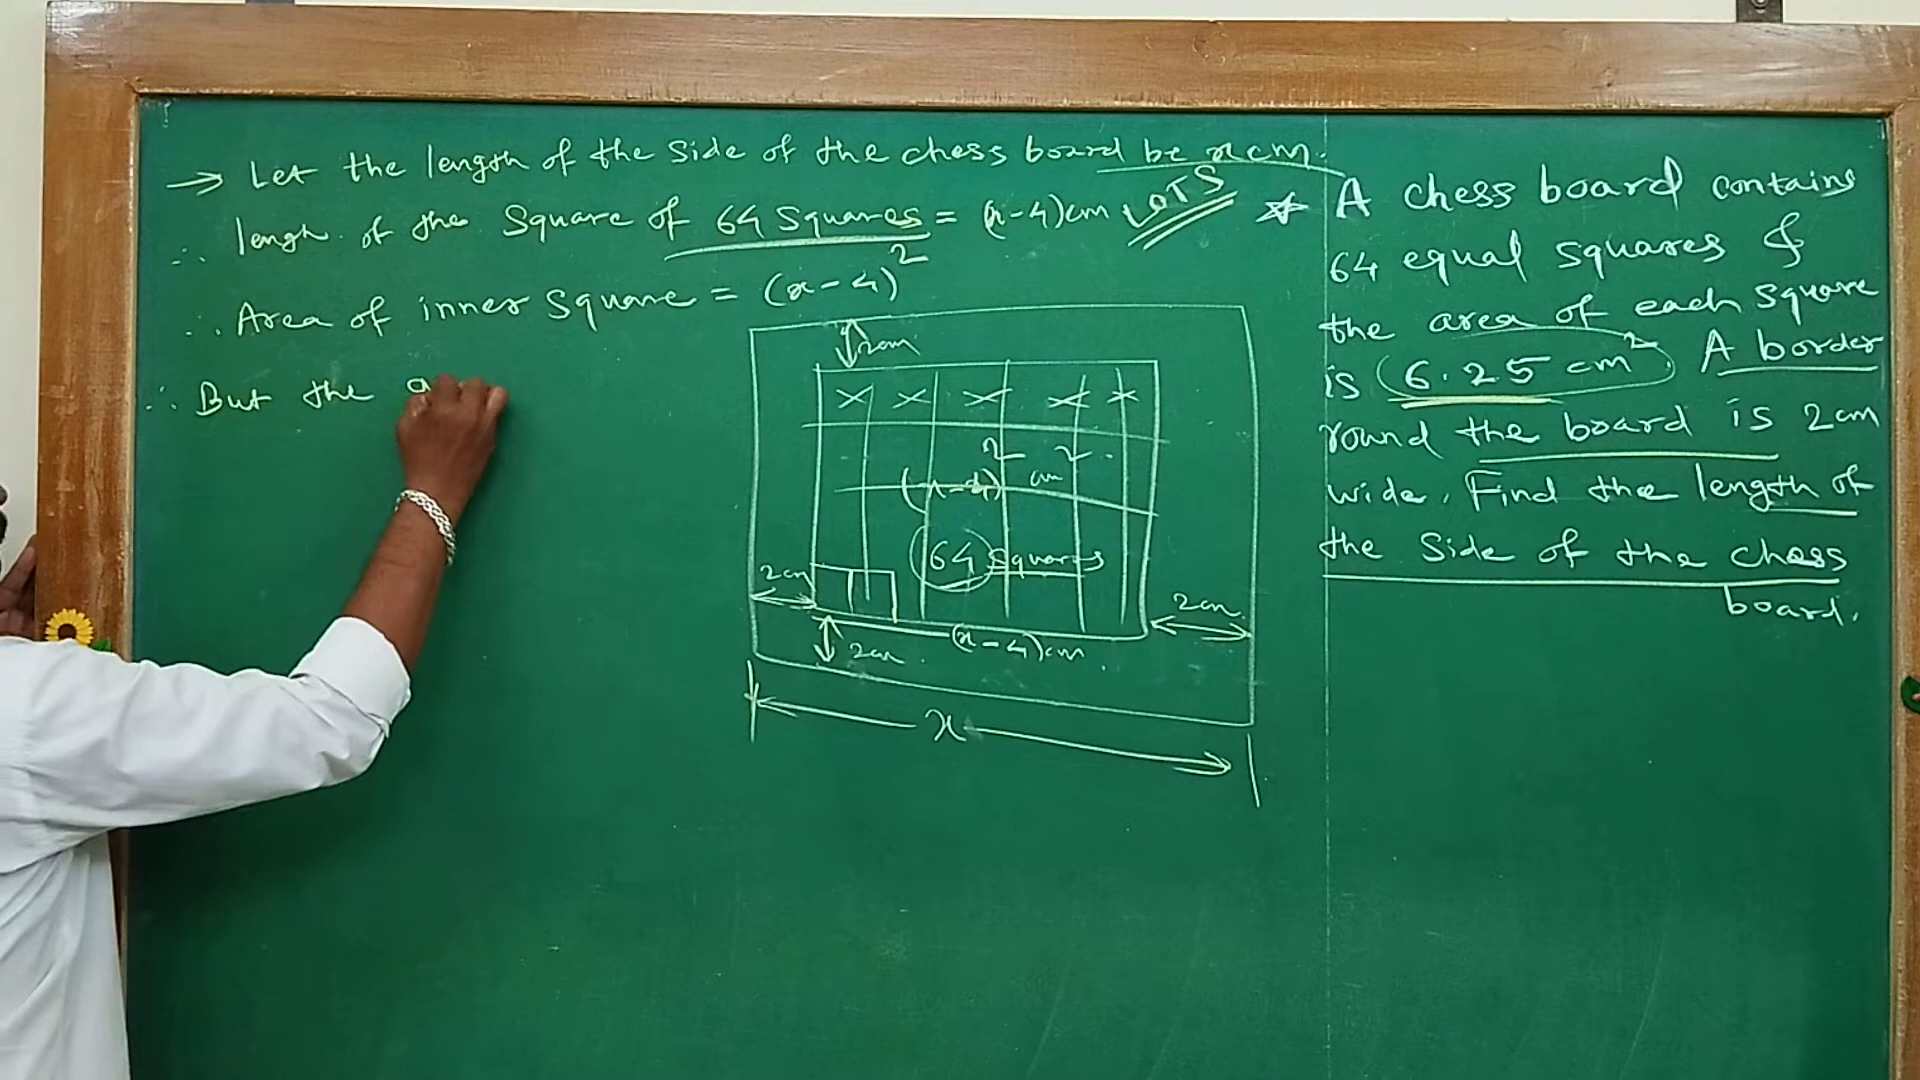 → Let the length of the Side of the chess board be x cm.
∴ length of the Square of 64 Squares = (x-4)cm LOTS
∴ Area of inner Square = (x-4)²
∴ But the a
2cm
(x-4)² cm².
64 Squares
2cm
2cm
2cm.
(x-4)cm.
x
☆ A chess board contains
64 equal squares &
the area of each square
is (6.25 cm²). A border
round the board is 2cm
wide. Find the length of
the Side of the chess
board.